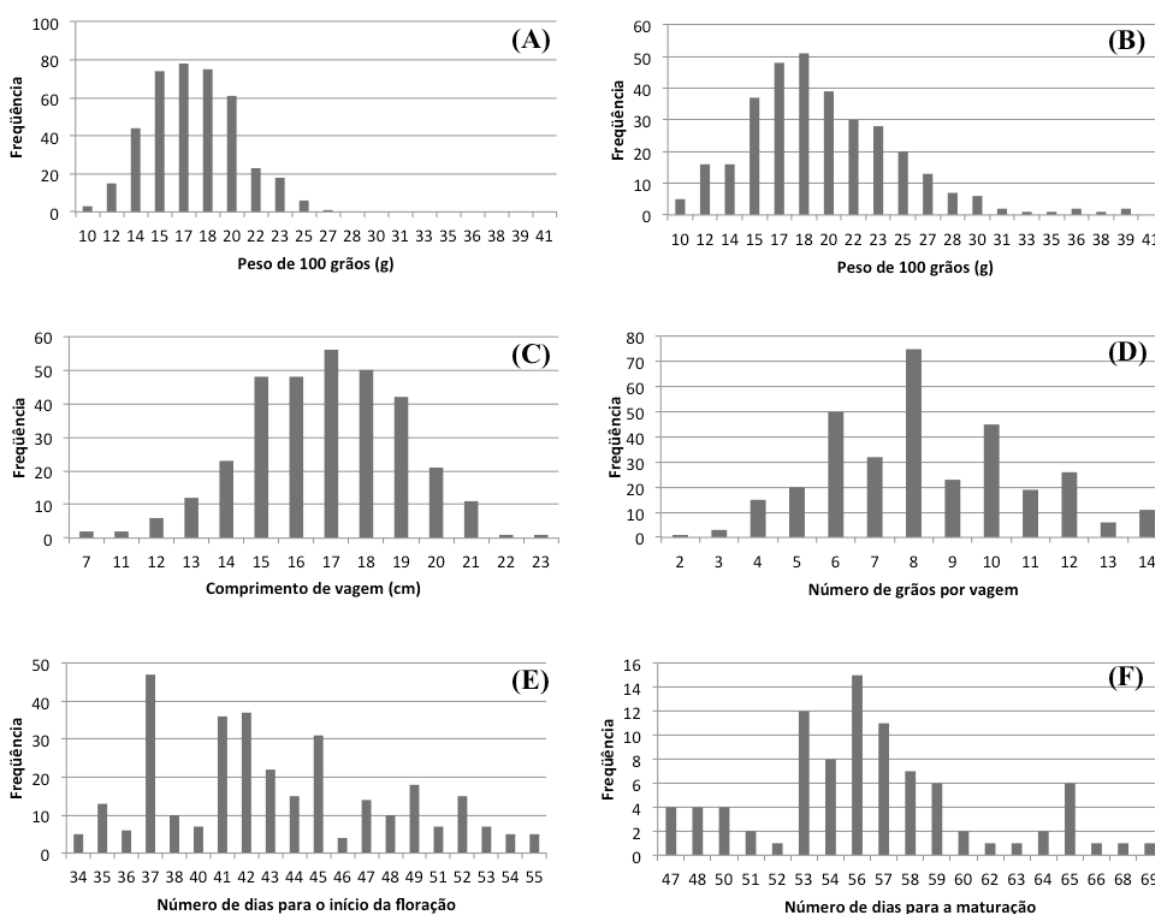 (A)
Freqüência
100
80
60
40
20
0
10 12 14 15 17 18 20 22 23 25 27 28 30 31 33 35 36 38 39 41
Peso de 100 grãos (g)
(B)
Freqüência
60
50
40
30
20
10
0
10 12 14 15 17 18 20 22 23 25 27 28 30 31 33 35 36 38 39 41
Peso de 100 grãos (g)
(C)
Freqüência
60
50
40
30
20
10
0
7 11 12 13 14 15 16 17 18 19 20 21 22 23
Comprimento de vagem (cm)
(D)
Freqüência
80
70
60
50
40
30
20
10
0
2 3 4 5 6 7 8 9 10 11 12 13 14
Número de grãos por vagem
(E)
Freqüência
50
40
30
20
10
0
34 35 36 37 38 40 41 42 43 44 45 46 47 48 49 51 52 53 54 55
Número de dias para o início da floração
(F)
Freqüência
16
14
12
10
8
6
4
2
0
47 48 50 51 52 53 54 56 57 58 59 60 62 63 64 65 66 68 69
Número de dias para a maturação